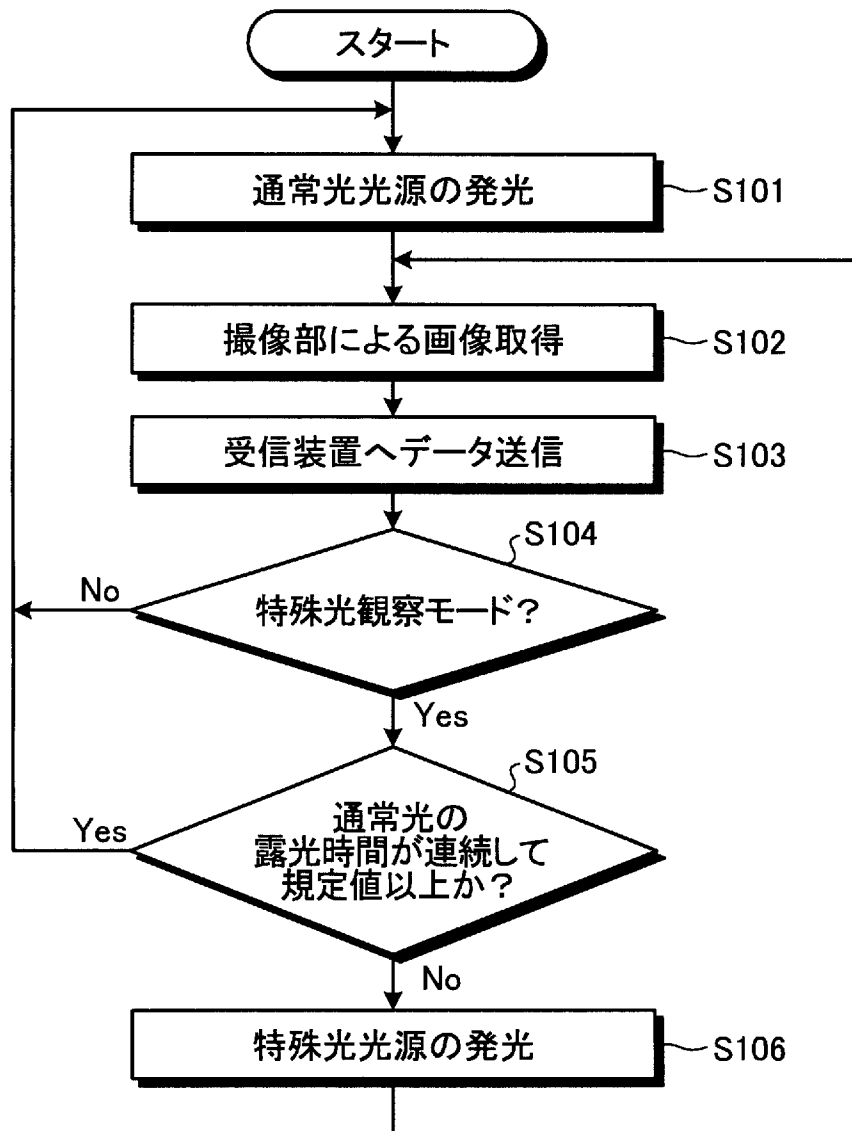 スタート
通常光光源の発光
S101
撮像部による画像取得
S102
受信装置へデータ送信
S103
S104
特殊光観察モード?
No
Yes
S105
通常光の
露光時間が連続して
規定値以上か?
Yes
No
特殊光光源の発光
S106